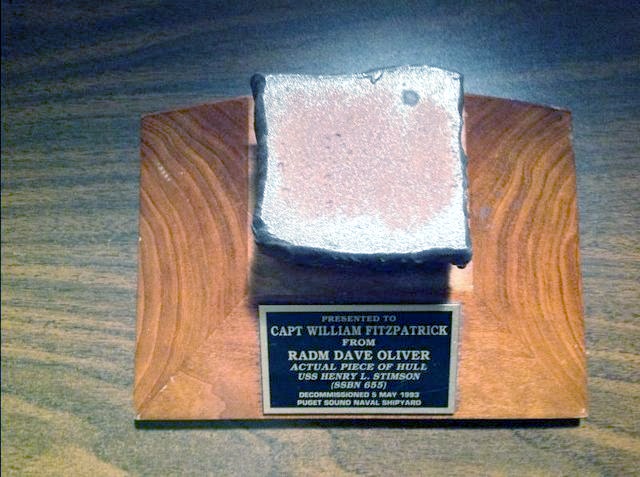 PRESENTED TO
CAPT WILLIAM FITZPATRICK
FROM
RADM DAVE OLIVER
ACTUAL PIECE OF HULL
USS HENRY L. STIMSON
(SSBN 655)
DECOMMISSIONED 5 MAY 1993
PUGET SOUND NAVAL SHIPYARD